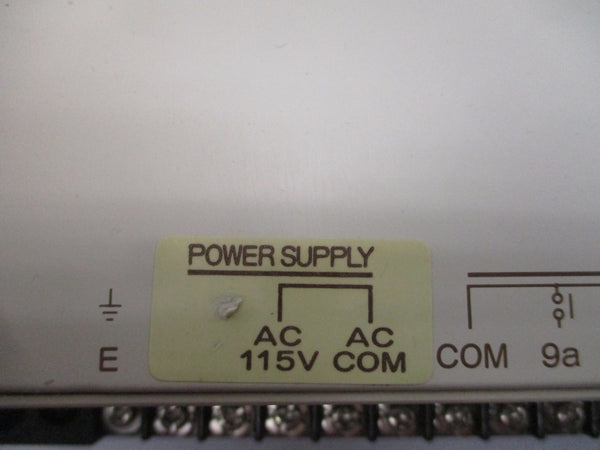 POWER SUPPLY
E
AC 115V
AC COM
COM
9a